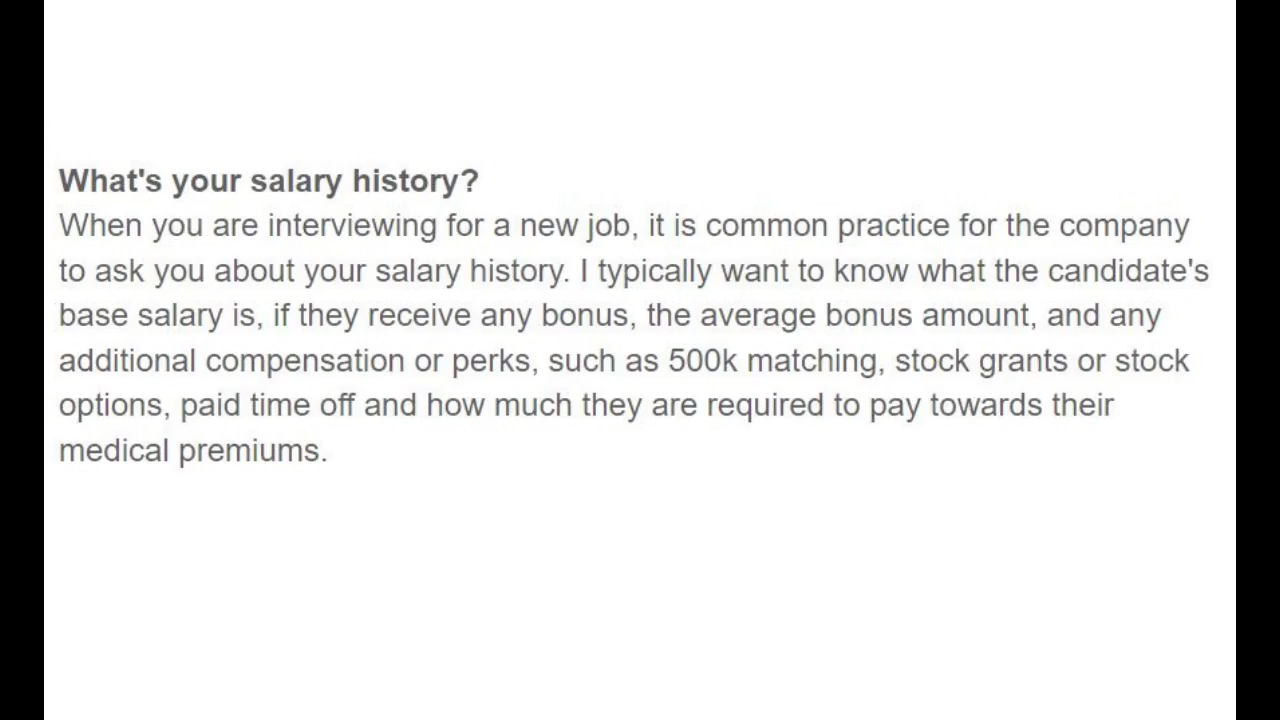 What's your salary history?
When you are interviewing for a new job, it is common practice for the company
to ask you about your salary history. I typically want to know what the candidate's
base salary is, if they receive any bonus, the average bonus amount, and any
additional compensation or perks, such as 500k matching, stock grants or stock
options, paid time off and how much they are required to pay towards their
medical premiums.